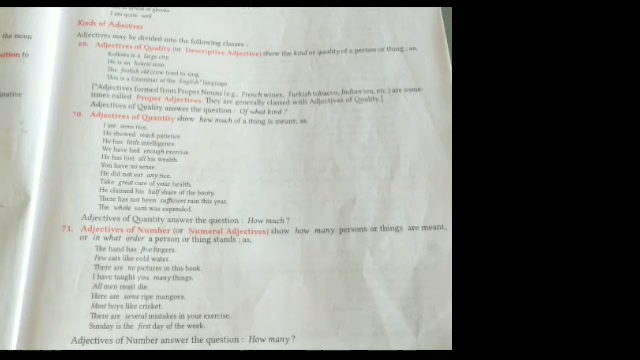 I am quite well.
Kinds of Adjectives
the noun
Adjectives may be divided into the following classes:
69. Adjectives of Quality (or Descriptive Adjective) show the kind or quality of a person or thing; as,
Kolkata is a large city.
He is an honest man.
The foolish old crow tried to sing.
This is a Grammar of the English* language.
[*Adjectives formed from Proper Nouns (e.g., French wines, Turkish tobacco, Indian tea, etc.) are some-
times called Proper Adjectives. They are generally classed with Adjectives of Quality.]
Adjectives of Quality answer the question : Of what kind ?
70. Adjectives of Quantity show how much of a thing is meant; as,
I ate some rice.
He showed much patience.
He has little intelligence.
We have had enough exercise.
He has lost all his wealth.
You have no sense.
He did not eat any rice.
Take great care of your health.
He claimed his half share of the booty.
There has not been sufficient rain this year.
The whole sum was expended.
Adjectives of Quantity answer the question : How much ?
71. Adjectives of Number (or Numeral Adjectives) show how many persons or things are meant,
or in what order a person or thing stands ; as,
The hand has five fingers.
Few cats like cold water.
There are no pictures in this book.
I have taught you many things.
All men must die.
Here are some ripe mangoes.
Most boys like cricket.
There are several mistakes in your exercise.
Sunday is the first day of the week.
Adjectives of Number answer the question : How many ?